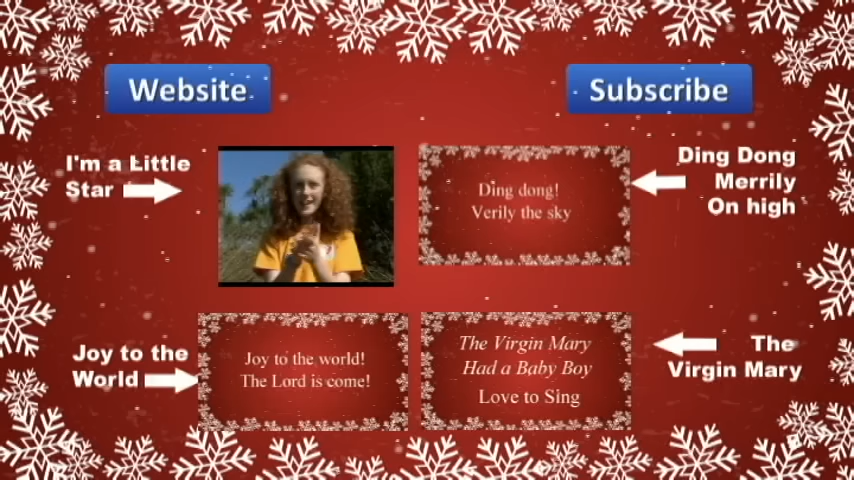 Website
Subscribe
I'm a Little
Star
Ding dong!
Verily the sky
Ding Dong
Merrily
On high
Joy to the
World
Joy to the world!
The Lord is come!
The Virgin Mary
Had a Baby Boy
Love to Sing
The
Virgin Mary